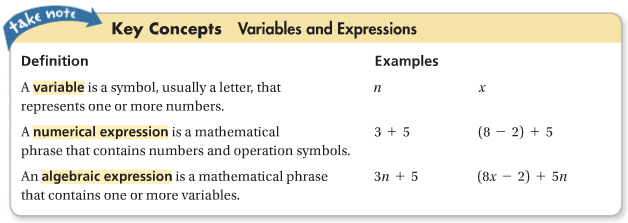 take note
Key Concepts Variables and Expressions
Definition Examples
A variable is a symbol, usually a letter, that n x
represents one or more numbers.
A numerical expression is a mathematical 3 + 5 (8 − 2) + 5
phrase that contains numbers and operation symbols.
An algebraic expression is a mathematical phrase 3n + 5 (8x − 2) + 5n
that contains one or more variables.